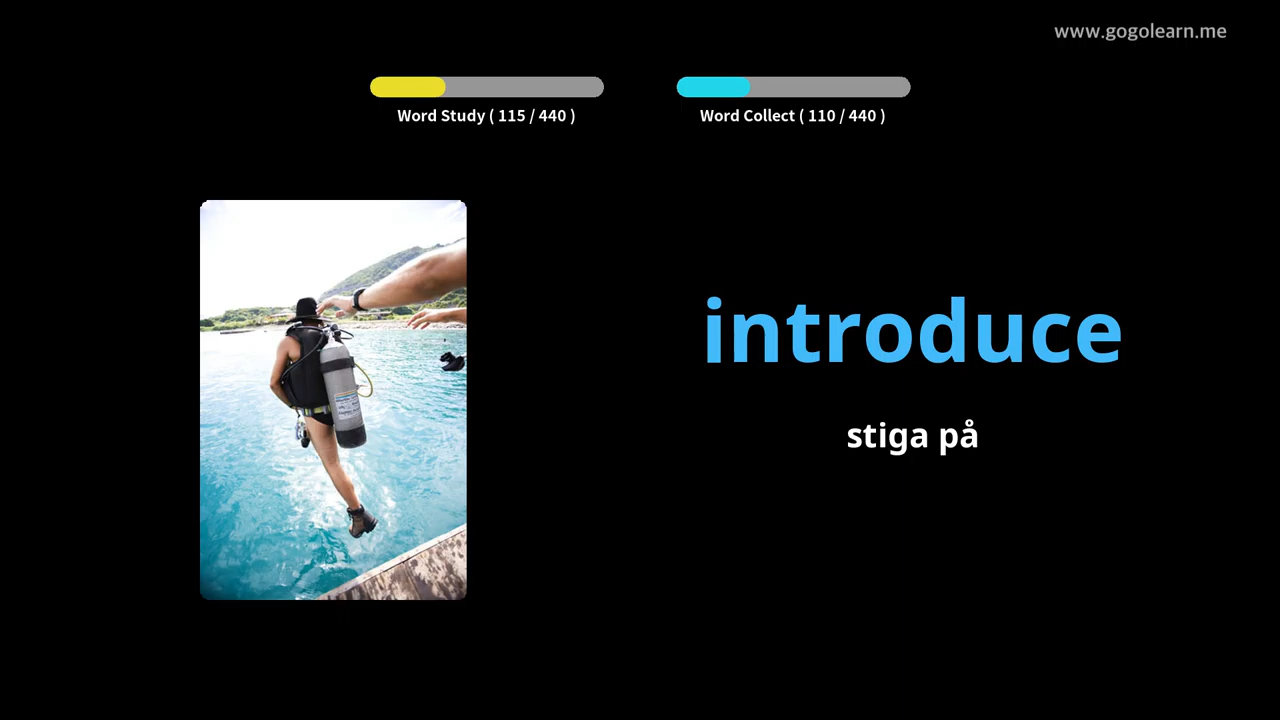 www.gogolearn.me
Word Study ( 115 / 440 )
Word Collect ( 110 / 440 )
introduce
stiga på